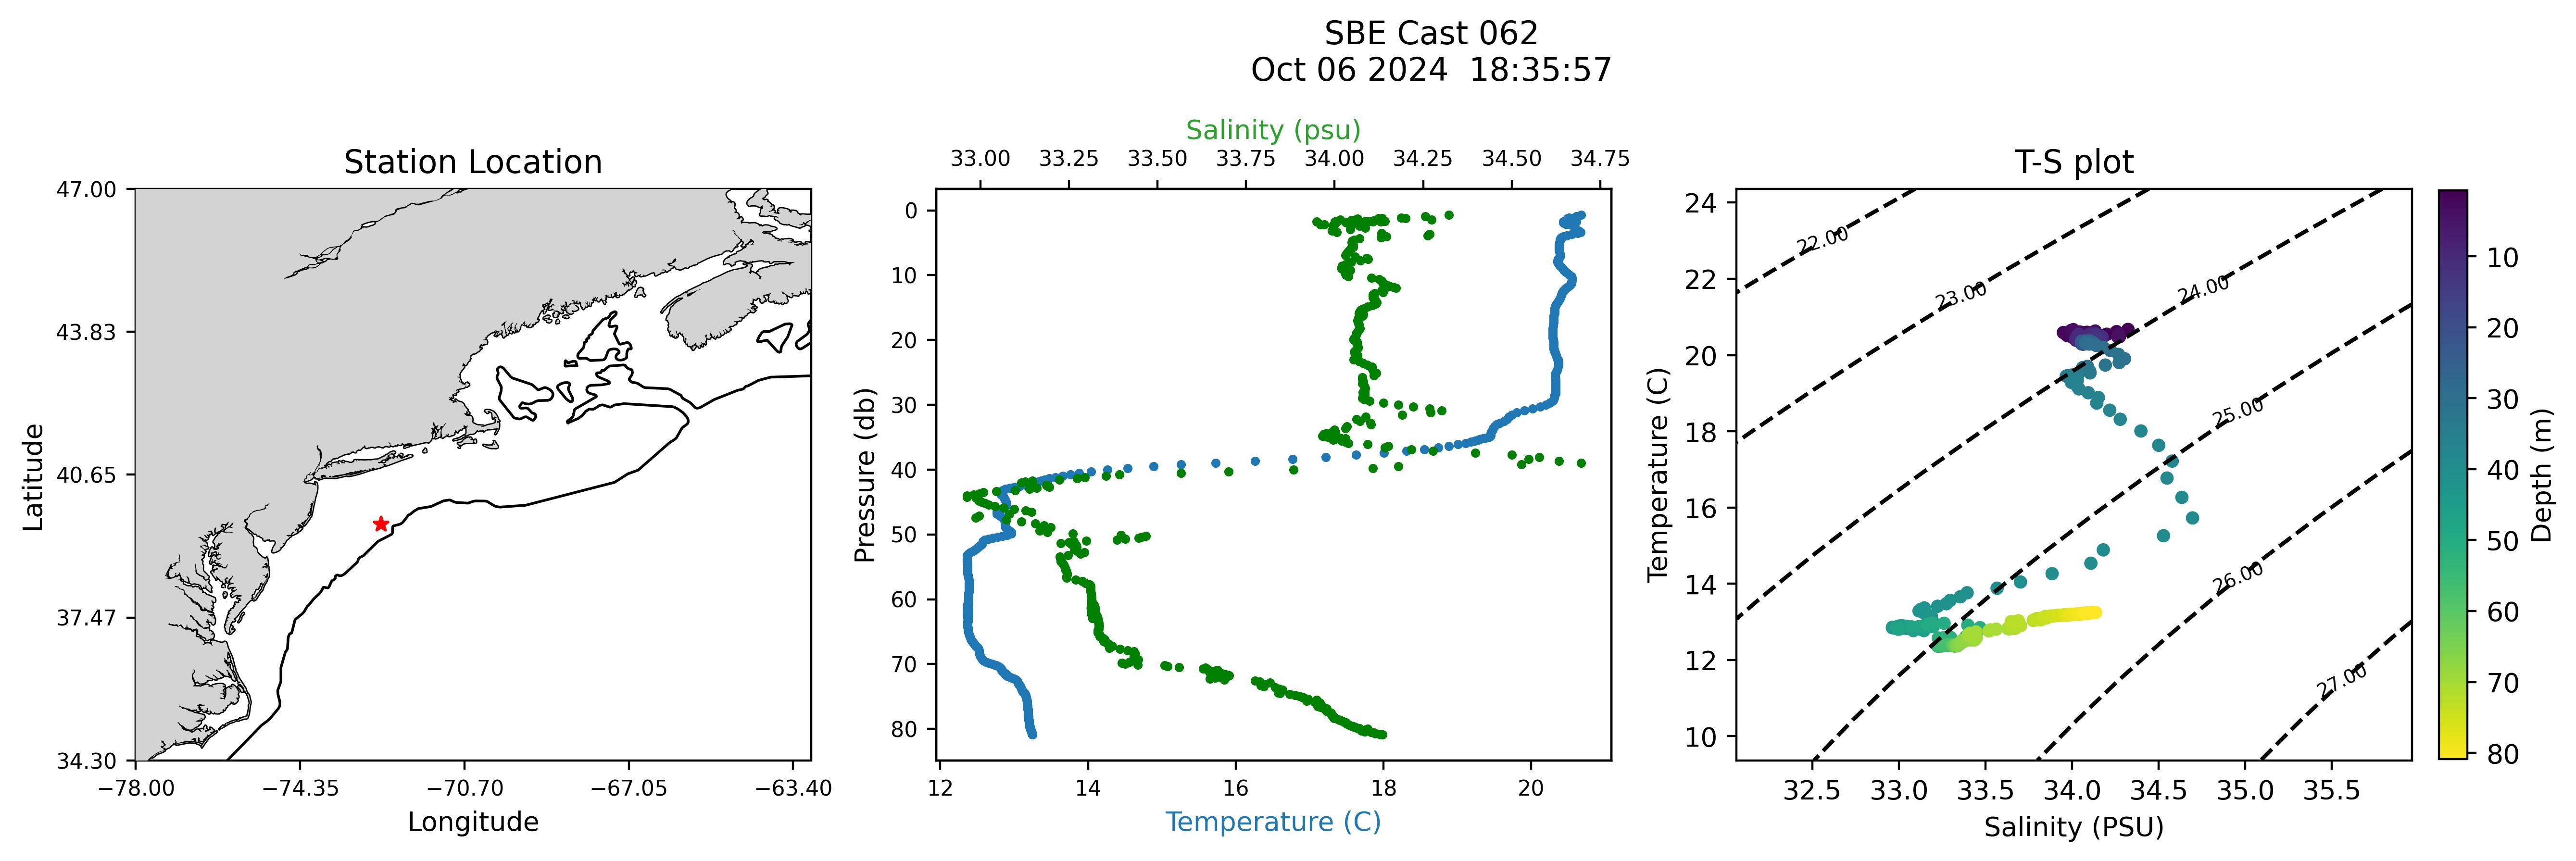 SBE Cast 062
Oct 06 2024  18:35:57
Station Location
47.00
43.83
40.65
37.47
34.30
Latitude
−78.00 −74.35 −70.70 −67.05 −63.40
Longitude
Salinity (psu)
33.00 33.25 33.50 33.75 34.00 34.25 34.50 34.75
0
10
20
30
40
50
60
70
80
Pressure (db)
12 14 16 18 20
Temperature (C)
T-S plot
24
22
20
18
16
14
12
10
Temperature (C)
22.00
23.00
24.00
25.00
26.00
27.00
32.5 33.0 33.5 34.0 34.5 35.0 35.5
Salinity (PSU)
10
20
30
40
50
60
70
80
Depth (m)